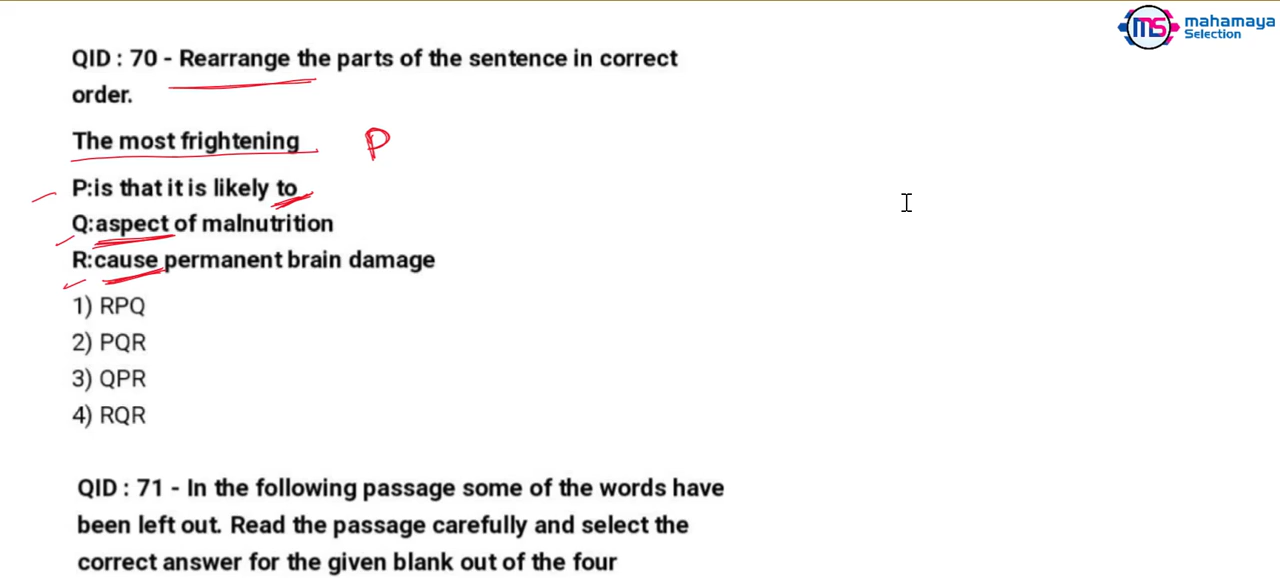 mahamaya
MS Selection
QID : 70 - Rearrange the parts of the sentence in correct
order.
The most frightening P
P:is that it is likely to
Q:aspect of malnutrition
R:cause permanent brain damage
1) RPQ
2) PQR
3) QPR
4) RQR
QID : 71 - In the following passage some of the words have
been left out. Read the passage carefully and select the
correct answer for the given blank out of the four